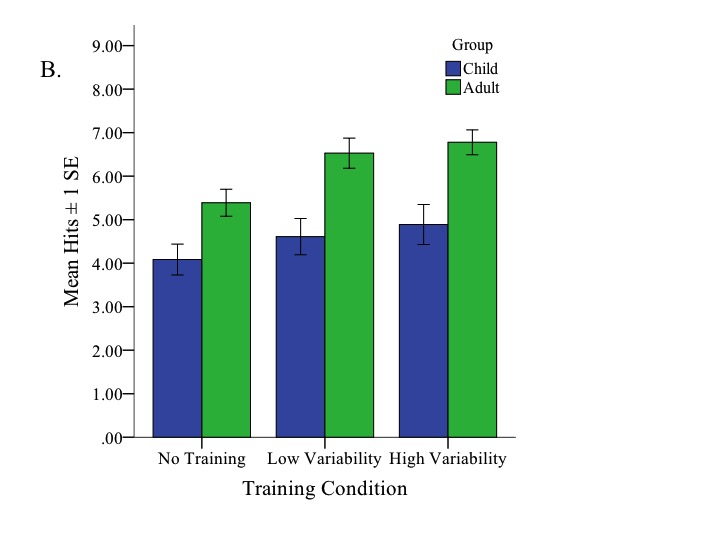 B.
Group
Child
Adult
Mean Hits ± 1 SE
9.00
8.00
7.00
6.00
5.00
4.00
3.00
2.00
1.00
.00
No Training
Low Variability
High Variability
Training Condition